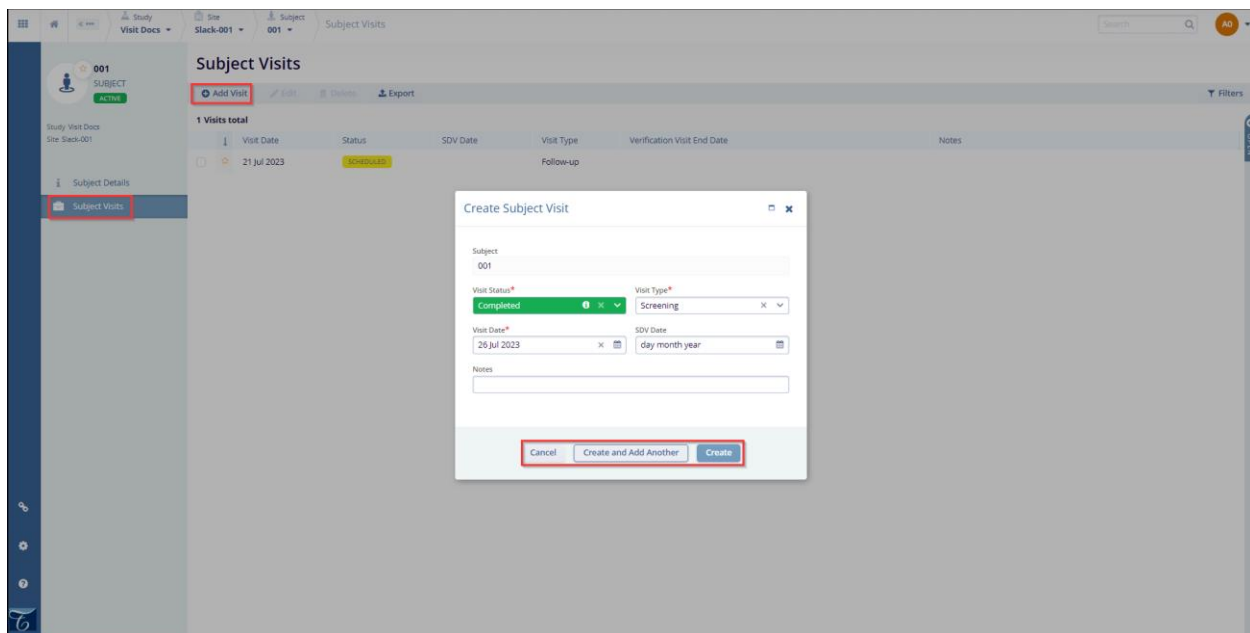 Study
Visit Docs
Site
Slack-001
Subject
001
Subject Visits
Search
AO
001
SUBJECT
ACTIVE
Study Visit Docs
Site Slack-001
Subject Details
Subject Visits
Subject Visits
Add Visit Edit Delete Export Filters
1 Visits total
Visit Date Status SDV Date Visit Type Verification Visit End Date Notes
21 Jul 2023 SCHEDULED Follow-up
Create Subject Visit
Subject
001
Visit Status* Visit Type*
Completed Screening
Visit Date* SDV Date
26 Jul 2023 day month year
Notes
Cancel Create and Add Another Create